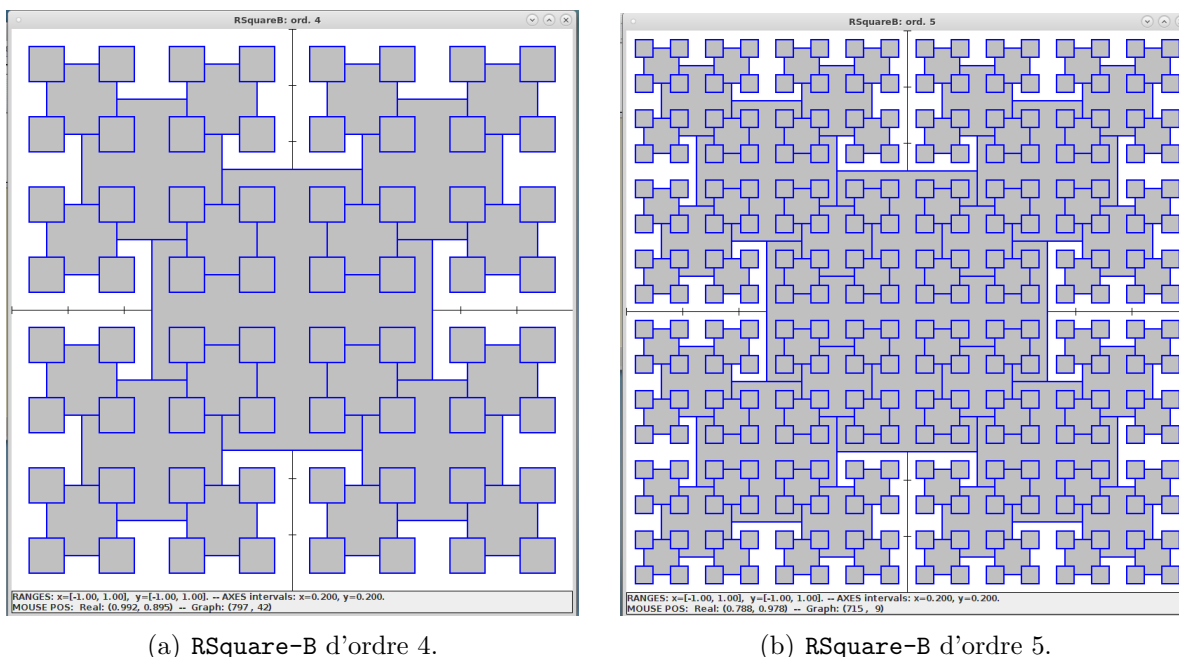 RSquareB: ord. 4
RSquareB: ord. 5
RANGES: x=[-1.00, 1.00], y=[-1.00, 1.00]. -- AXES intervals: x=0.200, y=0.200.
MOUSE POS: Real: (0.992, 0.895) -- Graph: (797 , 42)
RANGES: x=[-1.00, 1.00], y=[-1.00, 1.00]. -- AXES intervals: x=0.200, y=0.200.
MOUSE POS: Real: (0.788, 0.978) -- Graph: (715 , 9)
(a) RSquare-B d'ordre 4.
(b) RSquare-B d'ordre 5.